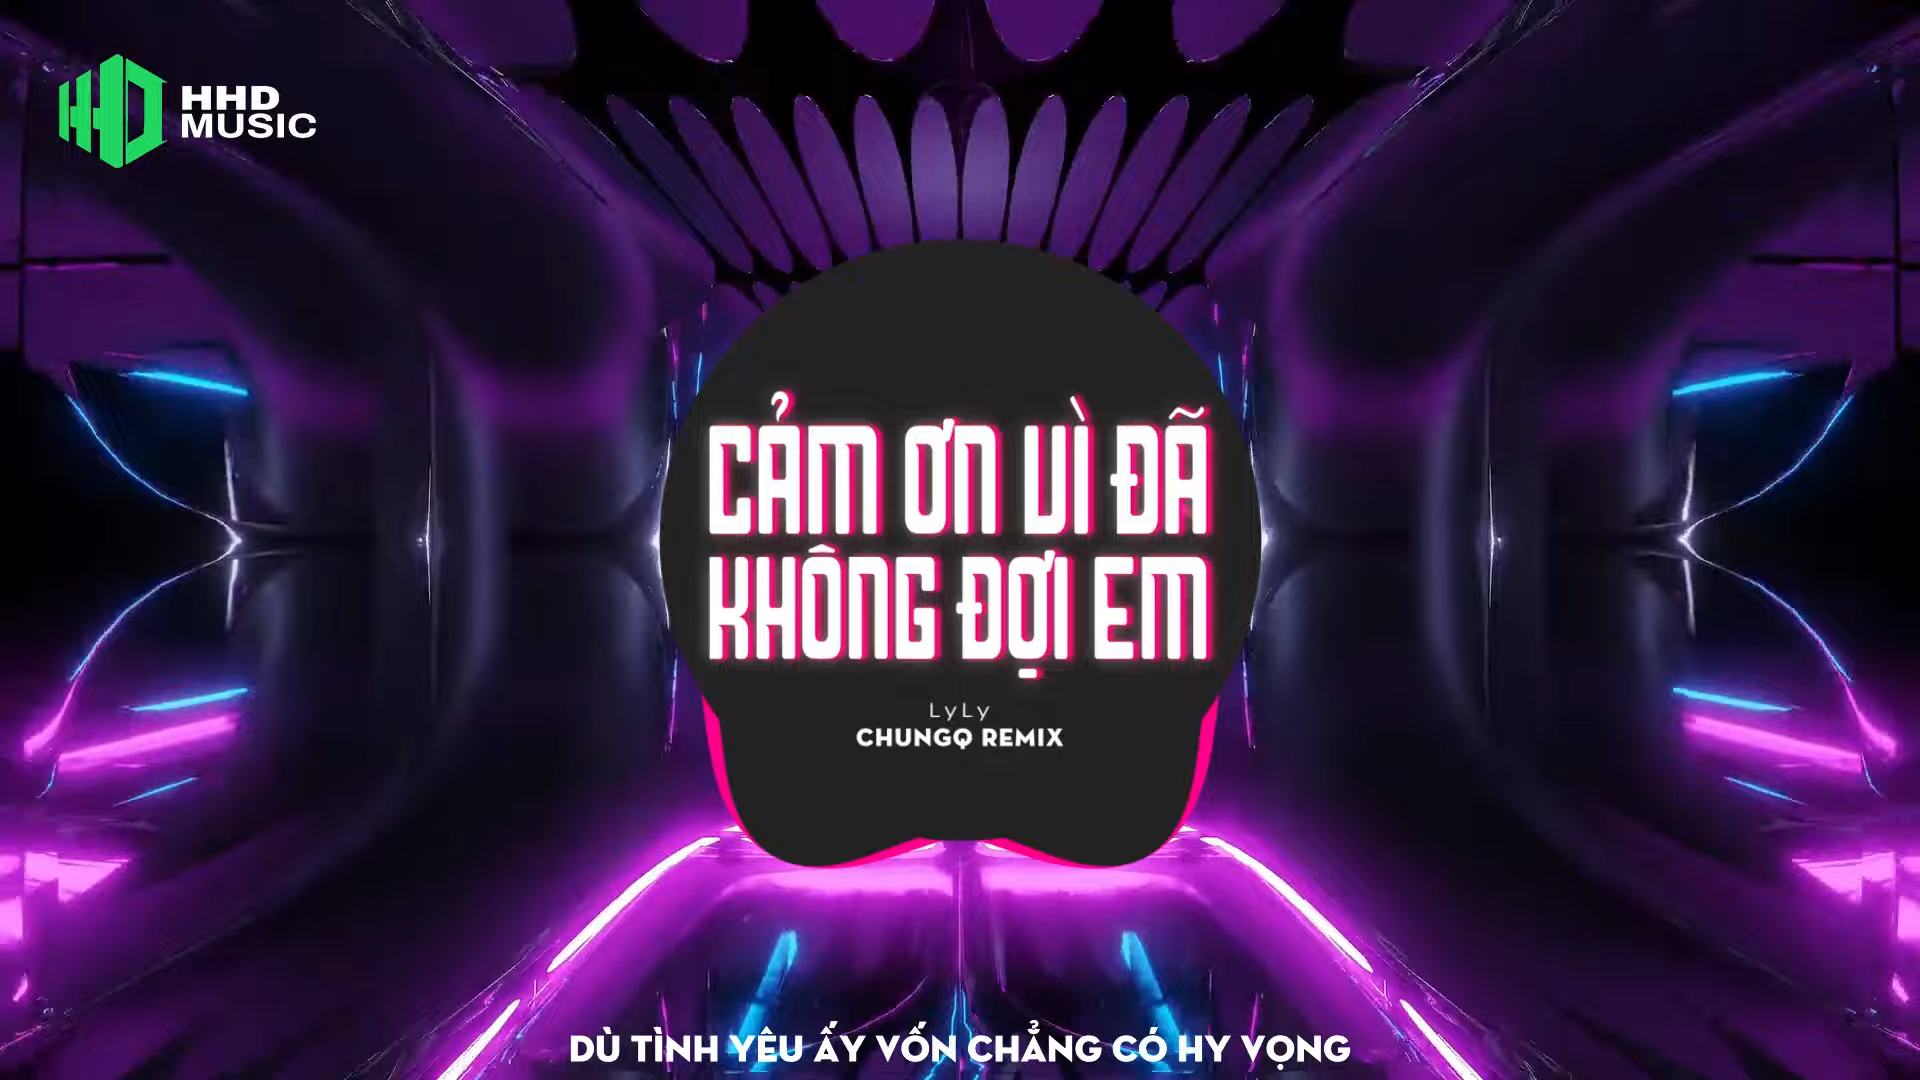 HHD
MUSIC
CẢM ƠN VÌ ĐÃ
KHÔNG ĐỢI EM
LyLy
CHUNGQ REMIX
DÙ TÌNH YÊU ẤY VỐN CHẲNG CÓ HY VỌNG